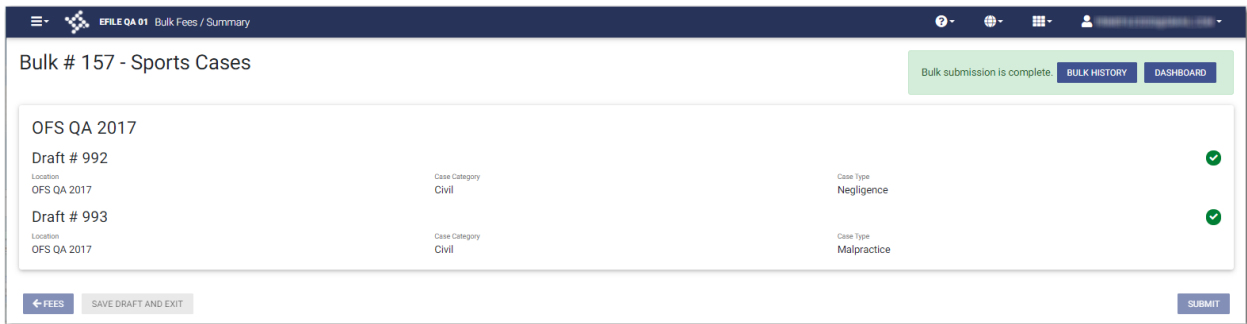 EFILE QA 01 Bulk Fees / Summary
Bulk # 157 - Sports Cases
Bulk submission is complete. BULK HISTORY DASHBOARD
OFS QA 2017
Draft # 992
Location Case Category Case Type
OFS QA 2017 Civil Negligence
Draft # 993
Location Case Category Case Type
OFS QA 2017 Civil Malpractice
FEES SAVE DRAFT AND EXIT SUBMIT